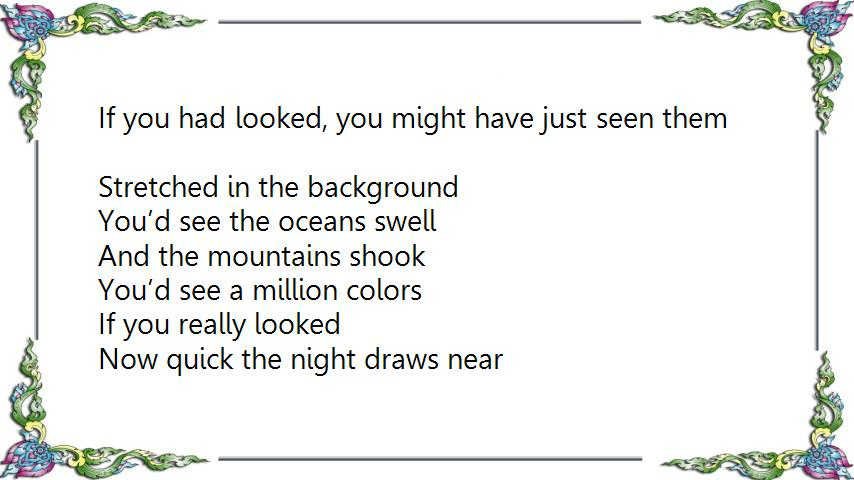 If you had looked, you might have just seen them
Stretched in the background
You'd see the oceans swell
And the mountains shook
You'd see a million colors
If you really looked
Now quick the night draws near